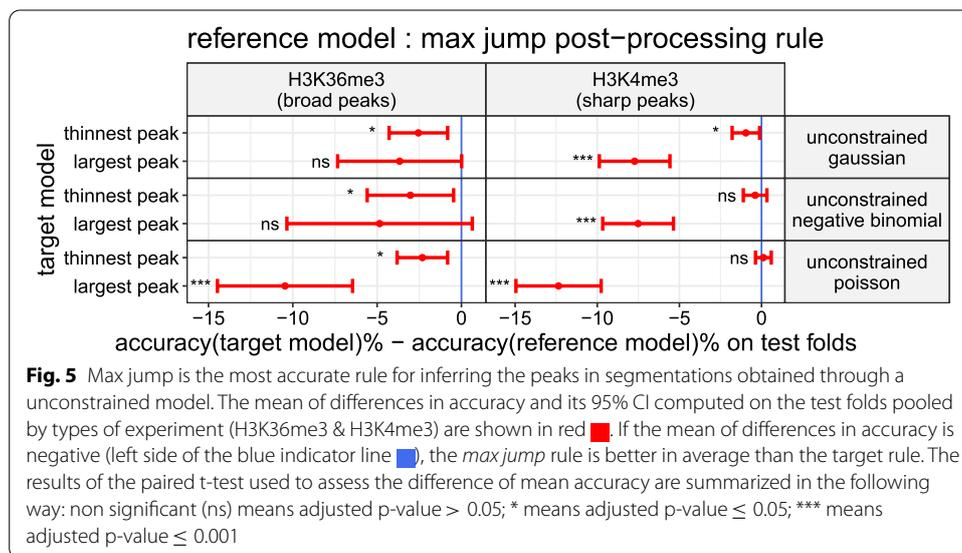 reference model : max jump post−processing rule
H3K36me3
(broad peaks)
H3K4me3
(sharp peaks)
target model
thinnest peak
*
*
largest peak
ns
***
unconstrained
gaussian
thinnest peak
*
ns
largest peak
ns
***
unconstrained
negative binomial
thinnest peak
*
ns
largest peak
***
***
unconstrained
poisson
−15 −10 −5 0 −15 −10 −5 0
accuracy(target model)% − accuracy(reference model)% on test folds
Fig. 5 Max jump is the most accurate rule for inferring the peaks in segmentations obtained through a
unconstrained model. The mean of differences in accuracy and its 95% CI computed on the test folds pooled
by types of experiment (H3K36me3 & H3K4me3) are shown in red . If the mean of differences in accuracy is
negative (left side of the blue indicator line ), the max jump rule is better in average than the target rule. The
results of the paired t-test used to assess the difference of mean accuracy are summarized in the following
way: non significant (ns) means adjusted p-value > 0.05; * means adjusted p-value ≤ 0.05; *** means
adjusted p-value ≤ 0.001